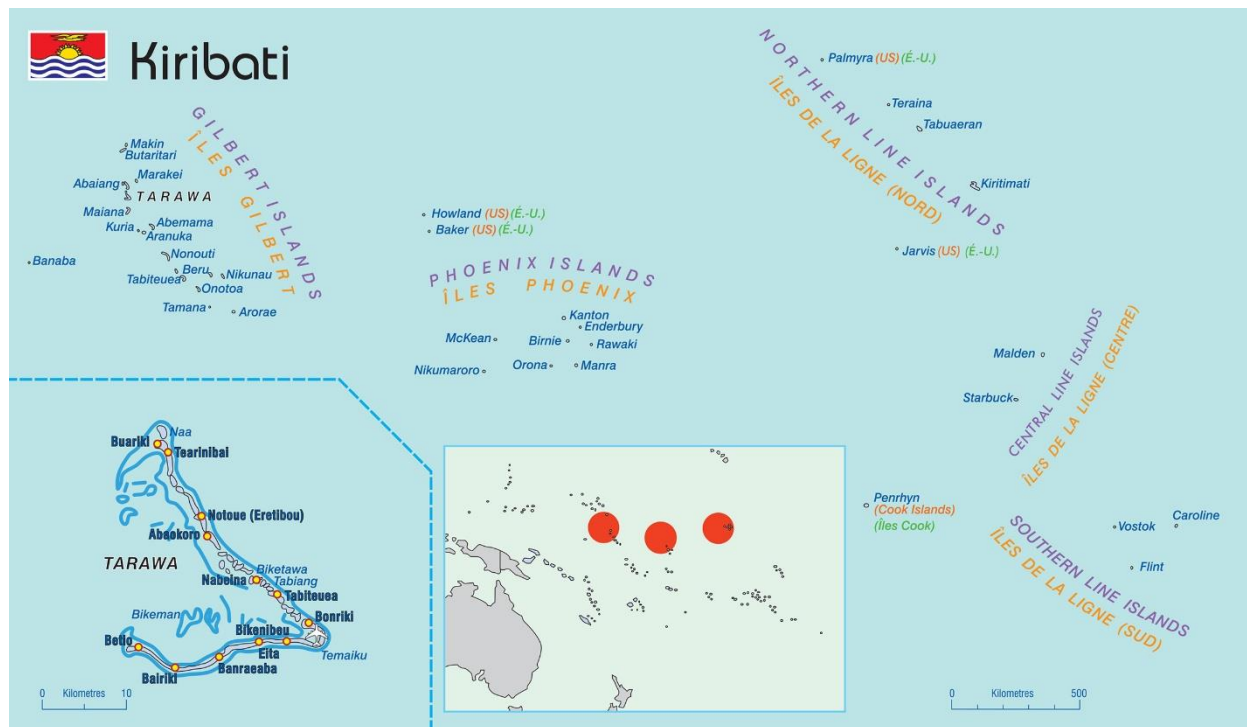 Kiribati
GILBERT ISLANDS
ÎLES GILBERT
Makin
Butaritari
Marakei
Abaiang
TARAWA
Maiana
Abemama
Kuria
Aranuka
Nonouti
Banaba
Beru
Nikunau
Tabiteuea
Onotoa
Tamana
Arorae
Howland (US) (É.-U.)
Baker (US) (É.-U.)
PHOENIX ISLANDS
ÎLES PHOENIX
Kanton
Enderbury
McKean
Birnie
Rawaki
Orona
Manra
Nikumaroro
NORTHERN LINE ISLANDS
ÎLES DE LA LIGNE (NORD)
Palmyra (US) (É.-U.)
Teraina
Tabuaeran
Kiritimati
Jarvis (US) (É.-U.)
CENTRAL LINE ISLANDS
ÎLES DE LA LIGNE (CENTRE)
Malden
Starbuck
Penrhyn
(Cook Islands)
(Îles Cook)
SOUTHERN LINE ISLANDS
ÎLES DE LA LIGNE (SUD)
Caroline
Vostok
Flint
0 Kilometres 500
Naa
Buariki
Tearinibai
Notoue (Eretibou)
Abaokoro
TARAWA
Biketawa
Nabeina
Tabiang
Tabiteuea
Bikeman
Bonriki
Bikenibeu
Betio
Eita
Temaiku
Banraeaba
Bairiki
0 Kilometres 10